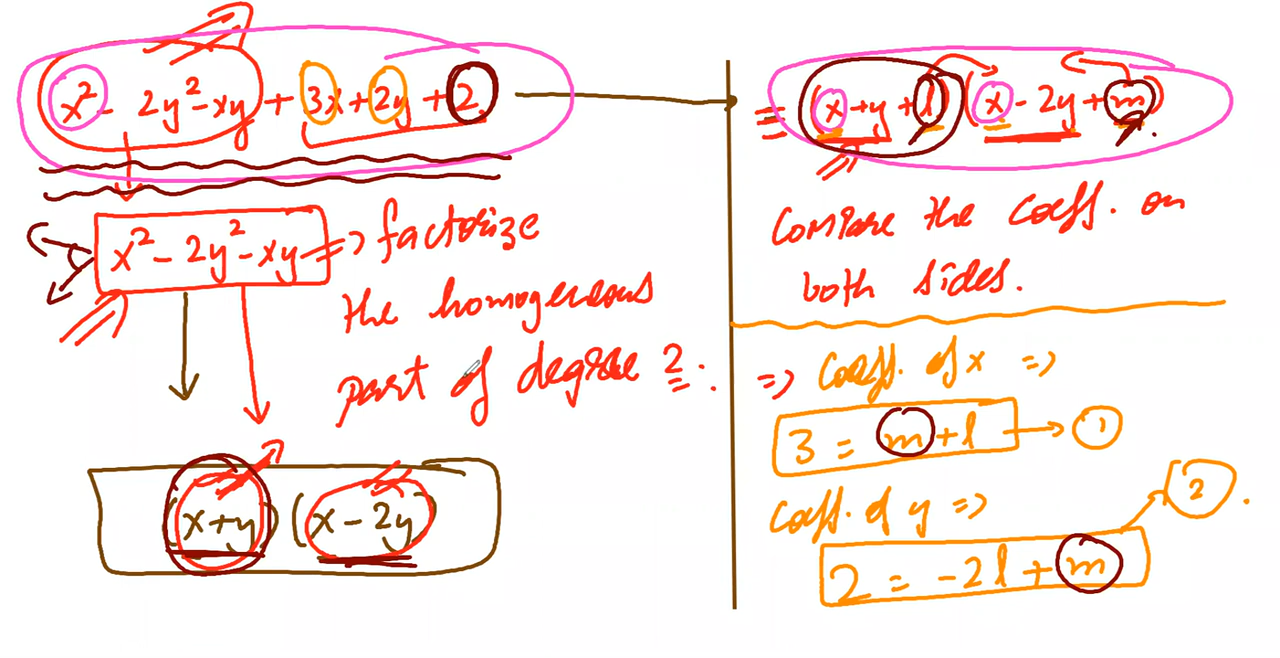 x² - 2y² - xy + 3x + 2y + 2
x² - 2y² - xy => factorize
the homogeneous
part of degree 2.
(x+y) (x - 2y)
≡ (x + y + l) (x - 2y + m).
Compare the coeff. on
both sides.
=> Coeff. of x =>
3 = m + l → 1
Coeff. of y =>
2 = -2l + m → 2.